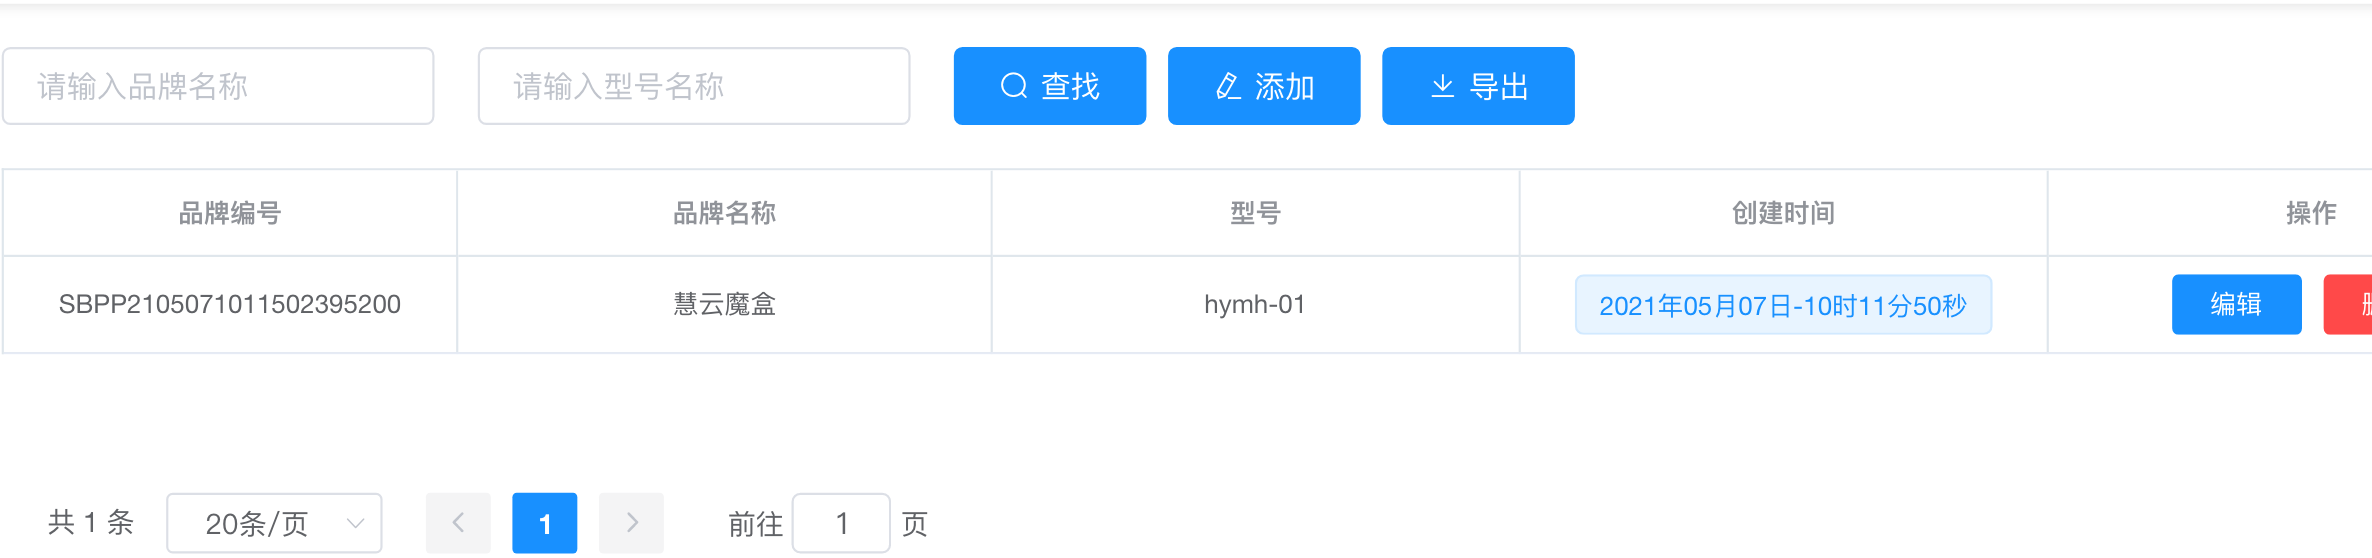 请输入品牌名称 请输入型号名称 查找 添加 导出
品牌编号 品牌名称 型号 创建时间 操作
SBPP2105071011502395200 慧云魔盒 hymh-01 2021年05月07日-10时11分50秒 编辑
共 1 条 20条/页 1 前往 1 页